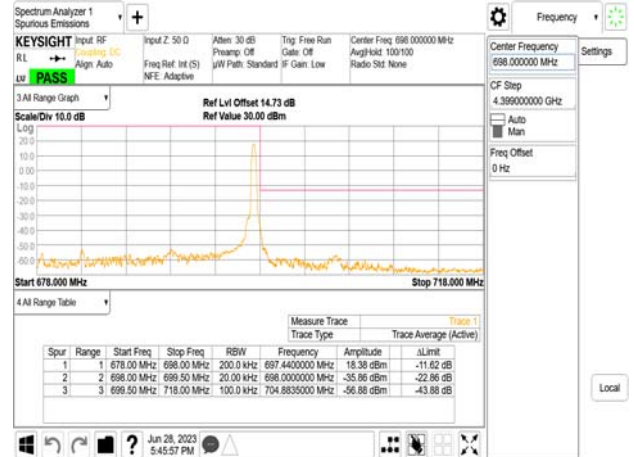 Spectrum Analyzer 1
Spurious Emissions
Frequency
KEYSIGHT
Input: RF
Coupling: DC
Align: Auto
Input Z: 50 Ω
Freq Ref: Int (S)
NFE: Adaptive
Atten: 30 dB
Preamp: Off
µW Path: Standard
Trig: Free Run
Gate: Off
IF Gain: Low
Center Freq: 698.000000 MHz
Avg|Hold: 100/100
Radio Std: None
RL
PASS
Center Frequency
698.000000 MHz
Settings
CF Step
4.399000000 GHz
Auto
Man
Freq Offset
0 Hz
3 All Range Graph
Scale/Div 10.0 dB
Ref Lvl Offset 14.73 dB
Ref Value 30.00 dBm
Log
20.0
10.0
0.00
-10.0
-20.0
-30.0
-40.0
-50.0
-60.0
Start 678.000 MHz
Stop 718.000 MHz
4 All Range Table
Measure Trace Trace 1
Trace Type Trace Average (Active)
Spur Range Start Freq Stop Freq RBW Frequency Amplitude ΔLimit
1 1 678.00 MHz 698.00 MHz 200.0 kHz 697.4400000 MHz 18.38 dBm -11.62 dB
2 2 698.00 MHz 699.50 MHz 20.00 kHz 698.0000000 MHz -35.86 dBm -22.86 dB
3 3 699.50 MHz 718.00 MHz 100.0 kHz 704.8835000 MHz -56.88 dBm -43.88 dB
Local
Jun 28, 2023
5:45:57 PM